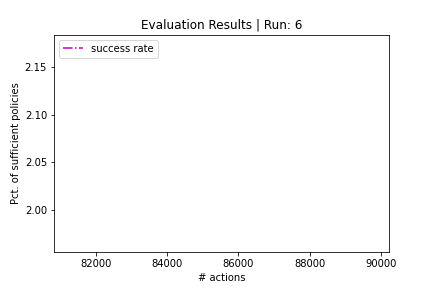 Evaluation Results | Run: 6
success rate
Pct. of sufficient policies
2.15
2.10
2.05
2.00
82000 84000 86000 88000 90000
# actions